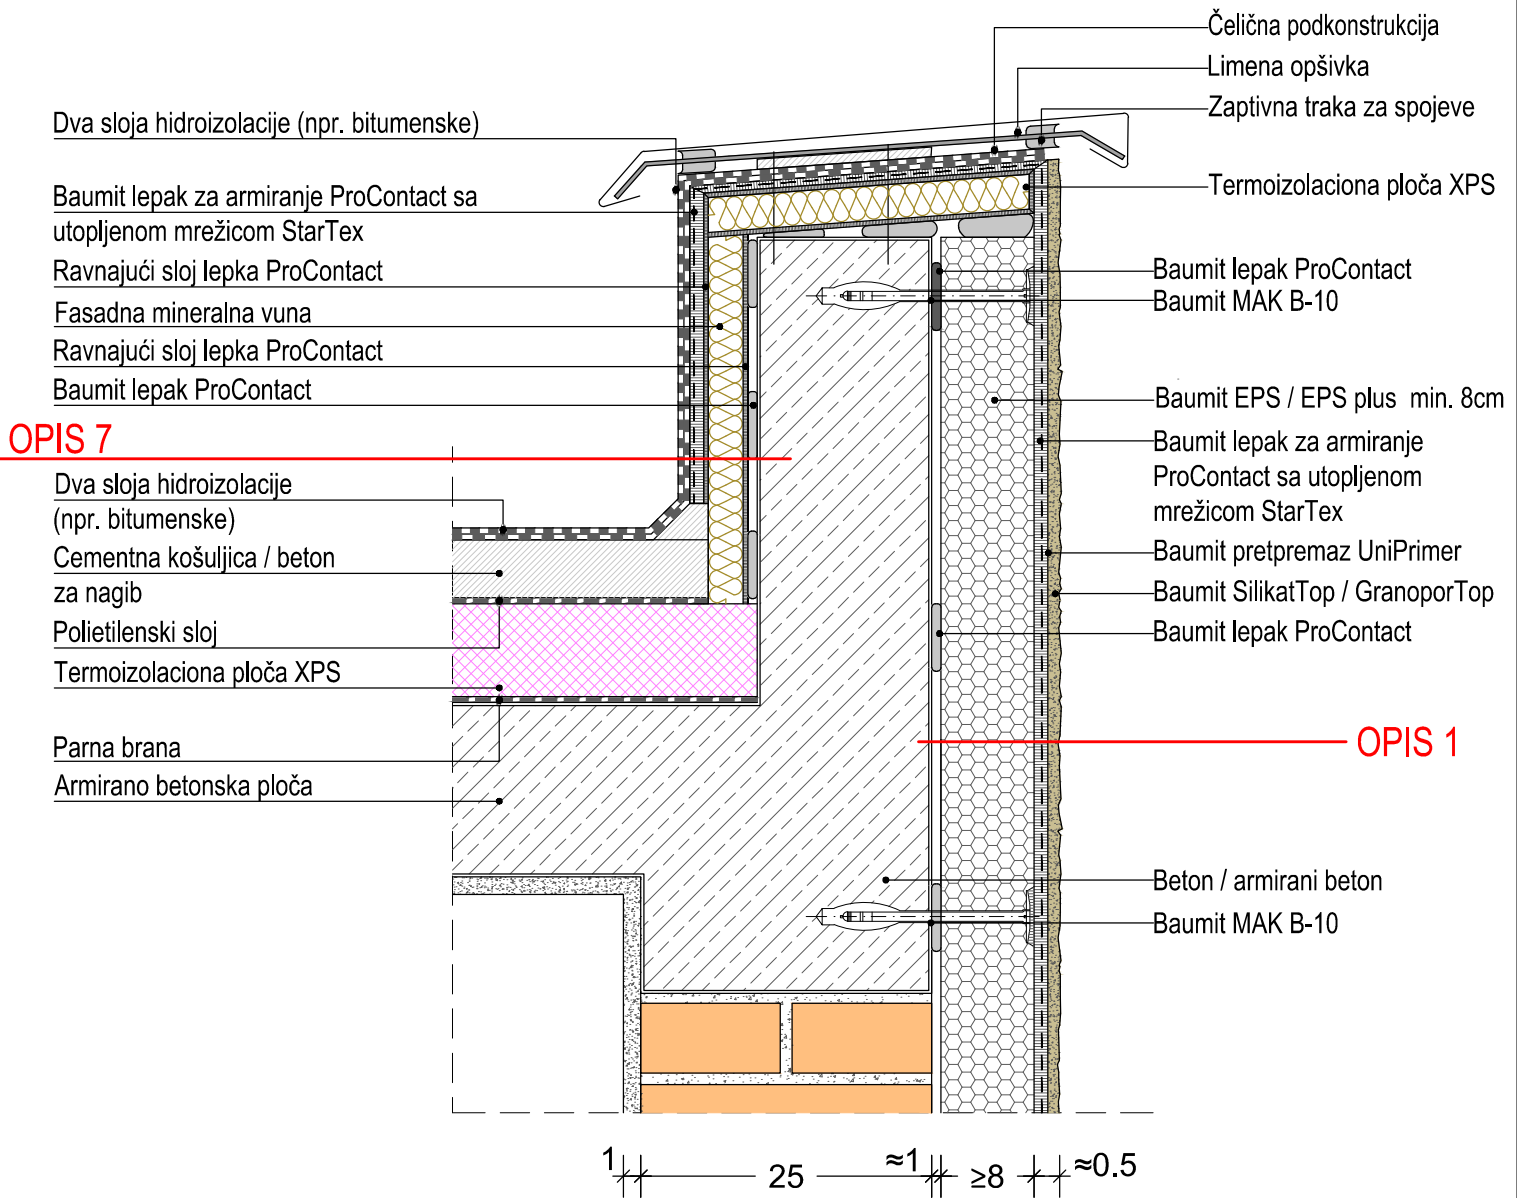 Čelična podkonstrukcija
Limena opšivka
Zaptivna traka za spojeve
Termoizolaciona ploča XPS
Baumit lepak ProContact
Baumit MAK B-10
Baumit EPS / EPS plus min. 8cm
Baumit lepak za armiranje
ProContact sa utopljenom
mrežicom StarTex
Baumit pretpremaz UniPrimer
Baumit SilikatTop / GranoporTop
Baumit lepak ProContact
OPIS 1
Beton / armirani beton
Baumit MAK B-10
Dva sloja hidroizolacije (npr. bitumenske)
Baumit lepak za armiranje ProContact sa
utopljenom mrežicom StarTex
Ravnajući sloj lepka ProContact
Fasadna mineralna vuna
Ravnajući sloj lepka ProContact
Baumit lepak ProContact
OPIS 7
Dva sloja hidroizolacije
(npr. bitumenske)
Cementna košuljica / beton
za nagib
Polietilenski sloj
Termoizolaciona ploča XPS
Parna brana
Armirano betonska ploča
1 25 ≈1 ≥8 ≈0.5